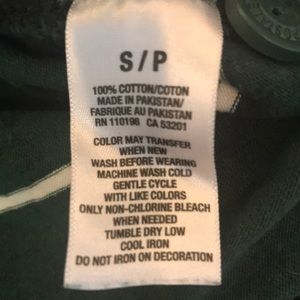 S/P
100% COTTON/COTON
MADE IN PAKISTAN/
FABRIQUE AU PAKISTAN
RN 110198 CA 53201
COLOR MAY TRANSFER
WHEN NEW
WASH BEFORE WEARING
MACHINE WASH COLD
GENTLE CYCLE
WITH LIKE COLORS
ONLY NON-CHLORINE BLEACH
WHEN NEEDED
TUMBLE DRY LOW
COOL IRON
DO NOT IRON ON DECORATION